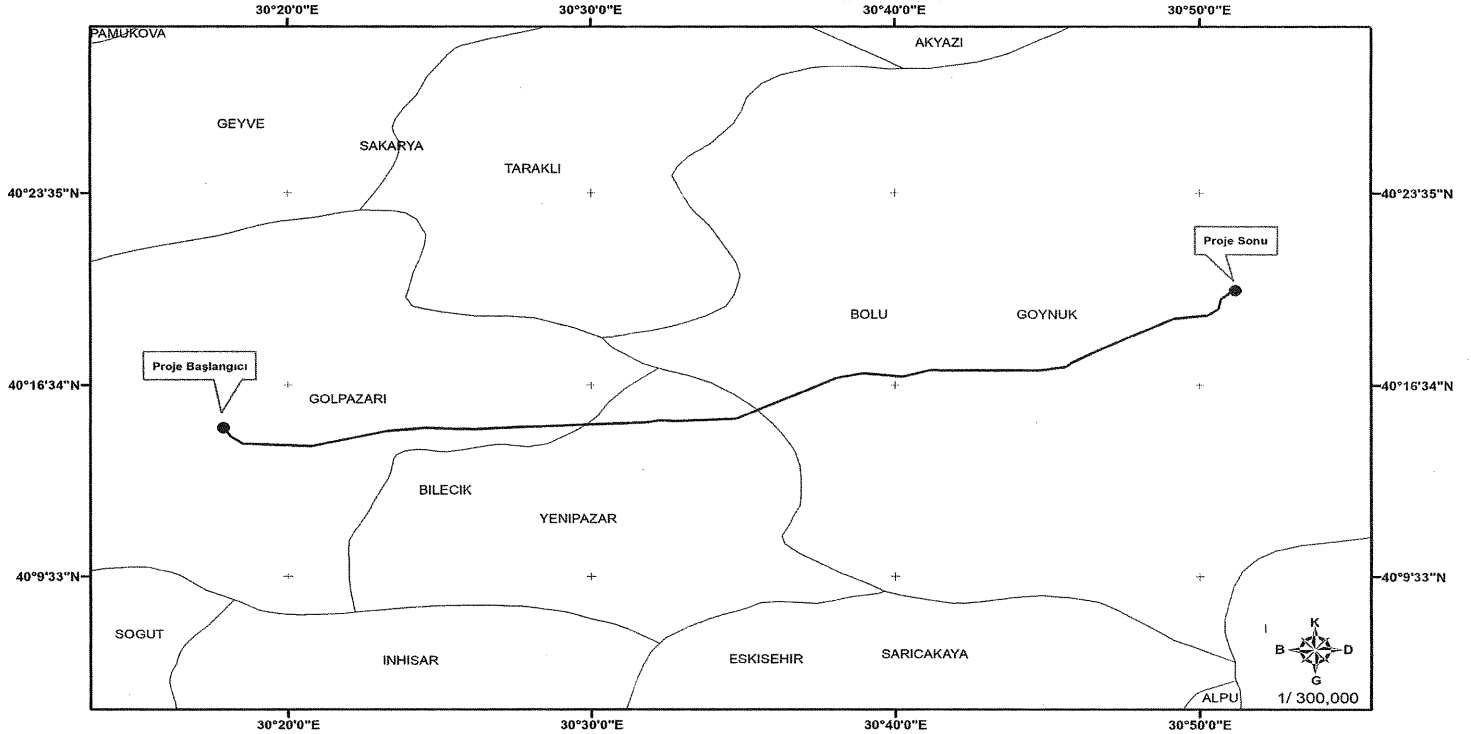 30°20'0"E 30°30'0"E 30°40'0"E 30°50'0"E
PAMUKOVA
AKYAZI
GEYVE
SAKARYA
TARAKLI
40°23'35"N 40°23'35"N
Proje Sonu
BOLU GOYNUK
Proje Başlangıcı
40°16'34"N 40°16'34"N
GOLPAZARI
BILECIK
YENIPAZAR
40°9'33"N 40°9'33"N
SOGUT
INHISAR
ESKISEHIR
SARICAKAYA
K
B D
G
ALPU
1/ 300,000
30°20'0"E 30°30'0"E 30°40'0"E 30°50'0"E